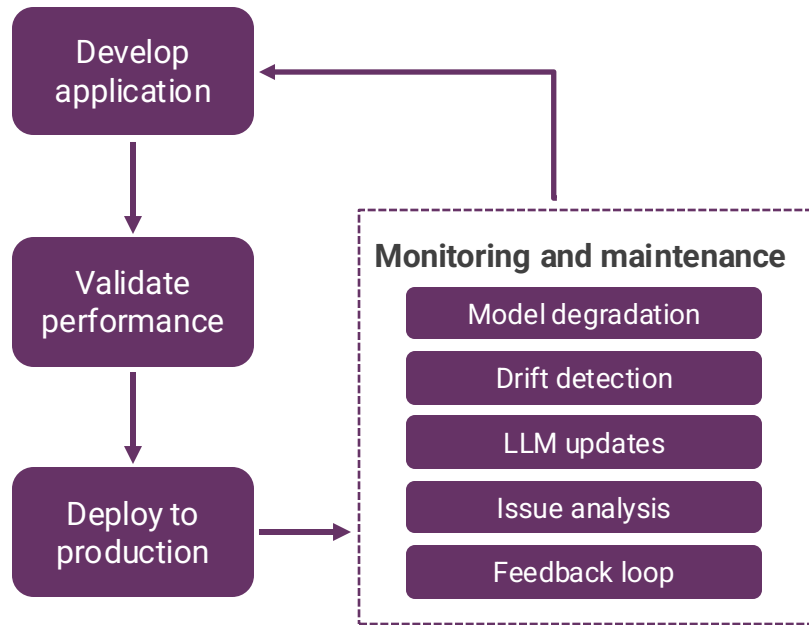 Develop
application
Validate
performance
Deploy to
production
Monitoring and maintenance
Model degradation
Drift detection
LLM updates
Issue analysis
Feedback loop